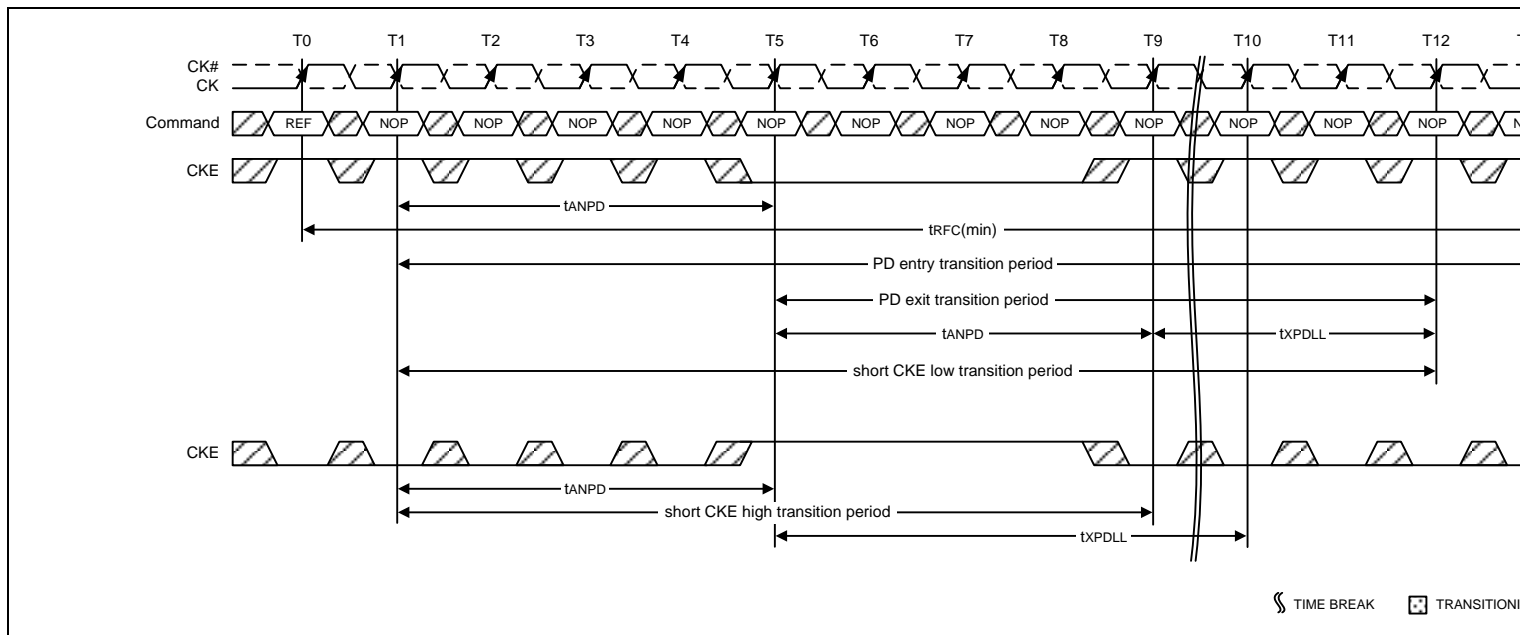 T0 T1 T2 T3 T4 T5 T6 T7 T8 T9 T10 T11 T12
CK#
CK
Command REF NOP NOP NOP NOP NOP NOP NOP NOP NOP NOP NOP NOP
CKE
tANPD
tRFC(min)
PD entry transition period
PD exit transition period
tANPD tXPDLL
short CKE low transition period
CKE
tANPD
short CKE high transition period
tXPDLL
TIME BREAK